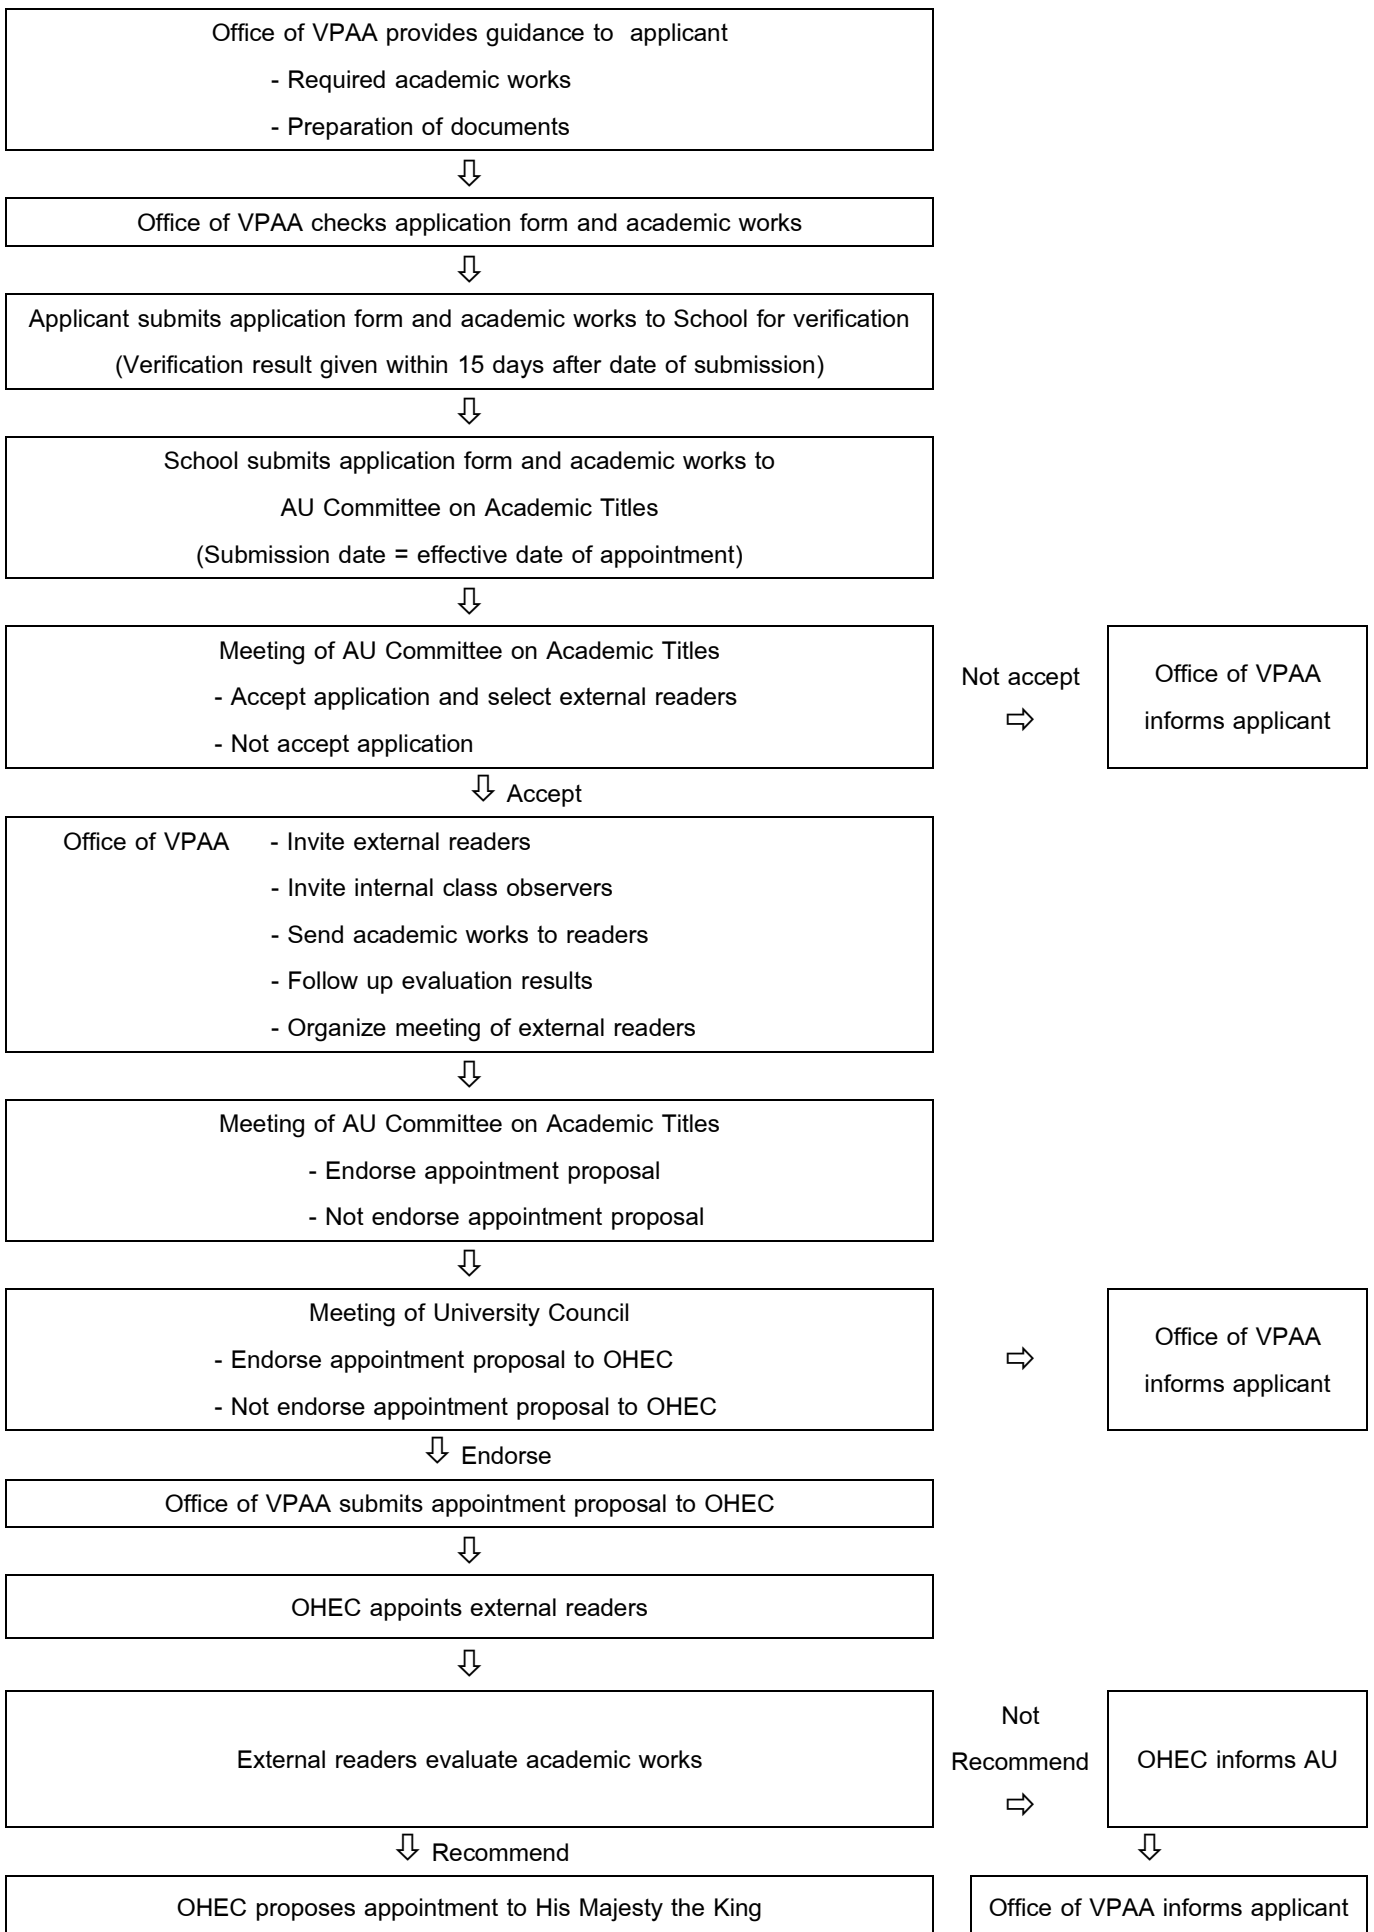 Office of VPAA provides guidance to applicant
- Required academic works
- Preparation of documents
Office of VPAA checks application form and academic works
Applicant submits application form and academic works to School for verification
(Verification result given within 15 days after date of submission)
School submits application form and academic works to
AU Committee on Academic Titles
(Submission date = effective date of appointment)
Meeting of AU Committee on Academic Titles
- Accept application and select external readers
- Not accept application
Not accept
Office of VPAA
informs applicant
Accept
Office of VPAA - Invite external readers
- Invite internal class observers
- Send academic works to readers
- Follow up evaluation results
- Organize meeting of external readers
Meeting of AU Committee on Academic Titles
- Endorse appointment proposal
- Not endorse appointment proposal
Meeting of University Council
- Endorse appointment proposal to OHEC
- Not endorse appointment proposal to OHEC
Office of VPAA
informs applicant
Endorse
Office of VPAA submits appointment proposal to OHEC
OHEC appoints external readers
External readers evaluate academic works
Not
Recommend
OHEC informs AU
Recommend
OHEC proposes appointment to His Majesty the King
Office of VPAA informs applicant